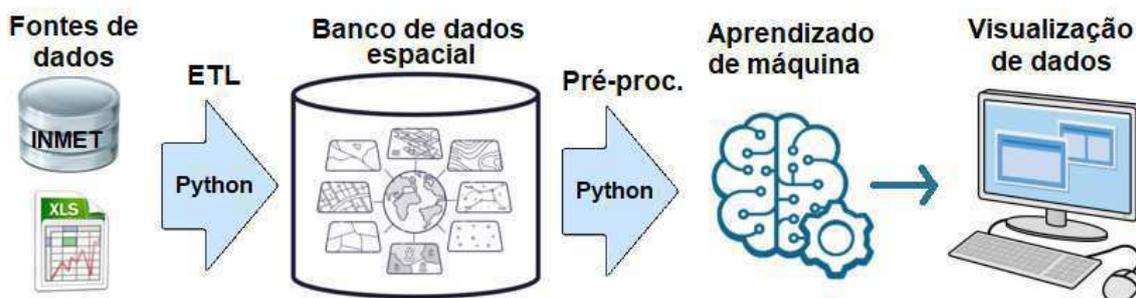 Fontes de
dados
INMET
XLS
ETL
Python
Banco de dados
espacial
Pré-proc.
Python
Aprendizado
de máquina
Visualização
de dados